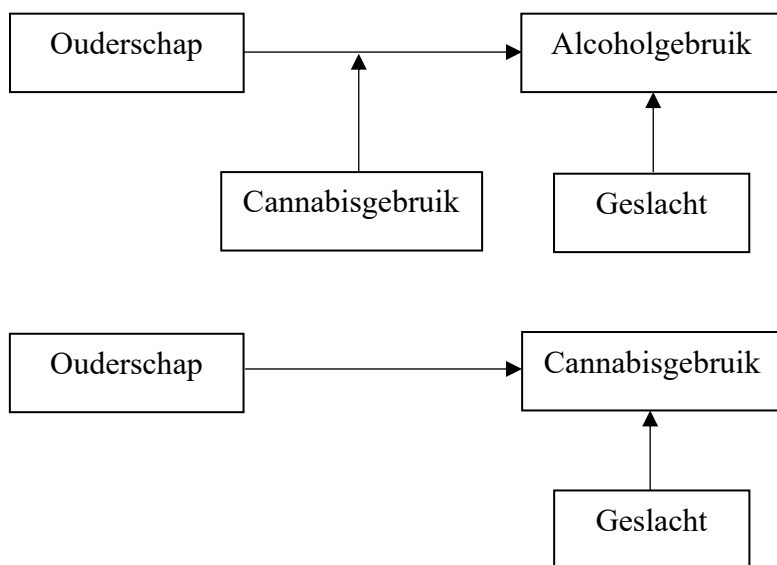 Ouderschap
Alcoholgebruik
Cannabisgebruik
Geslacht
Ouderschap
Cannabisgebruik
Geslacht